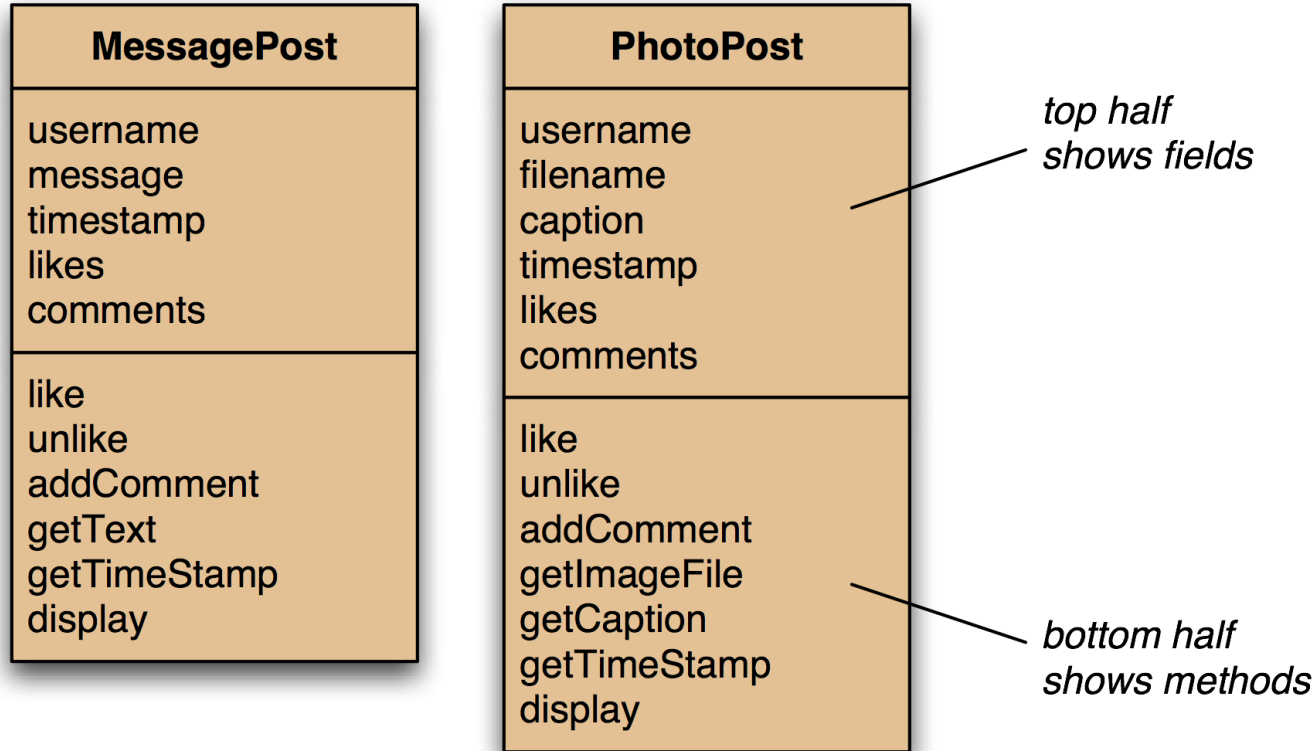 MessagePost
username
message
timestamp
likes
comments
like
unlike
addComment
getText
getTimeStamp
display
PhotoPost
username
filename
caption
timestamp
likes
comments
like
unlike
addComment
getImageFile
getCaption
getTimeStamp
display
top half
shows fields
bottom half
shows methods